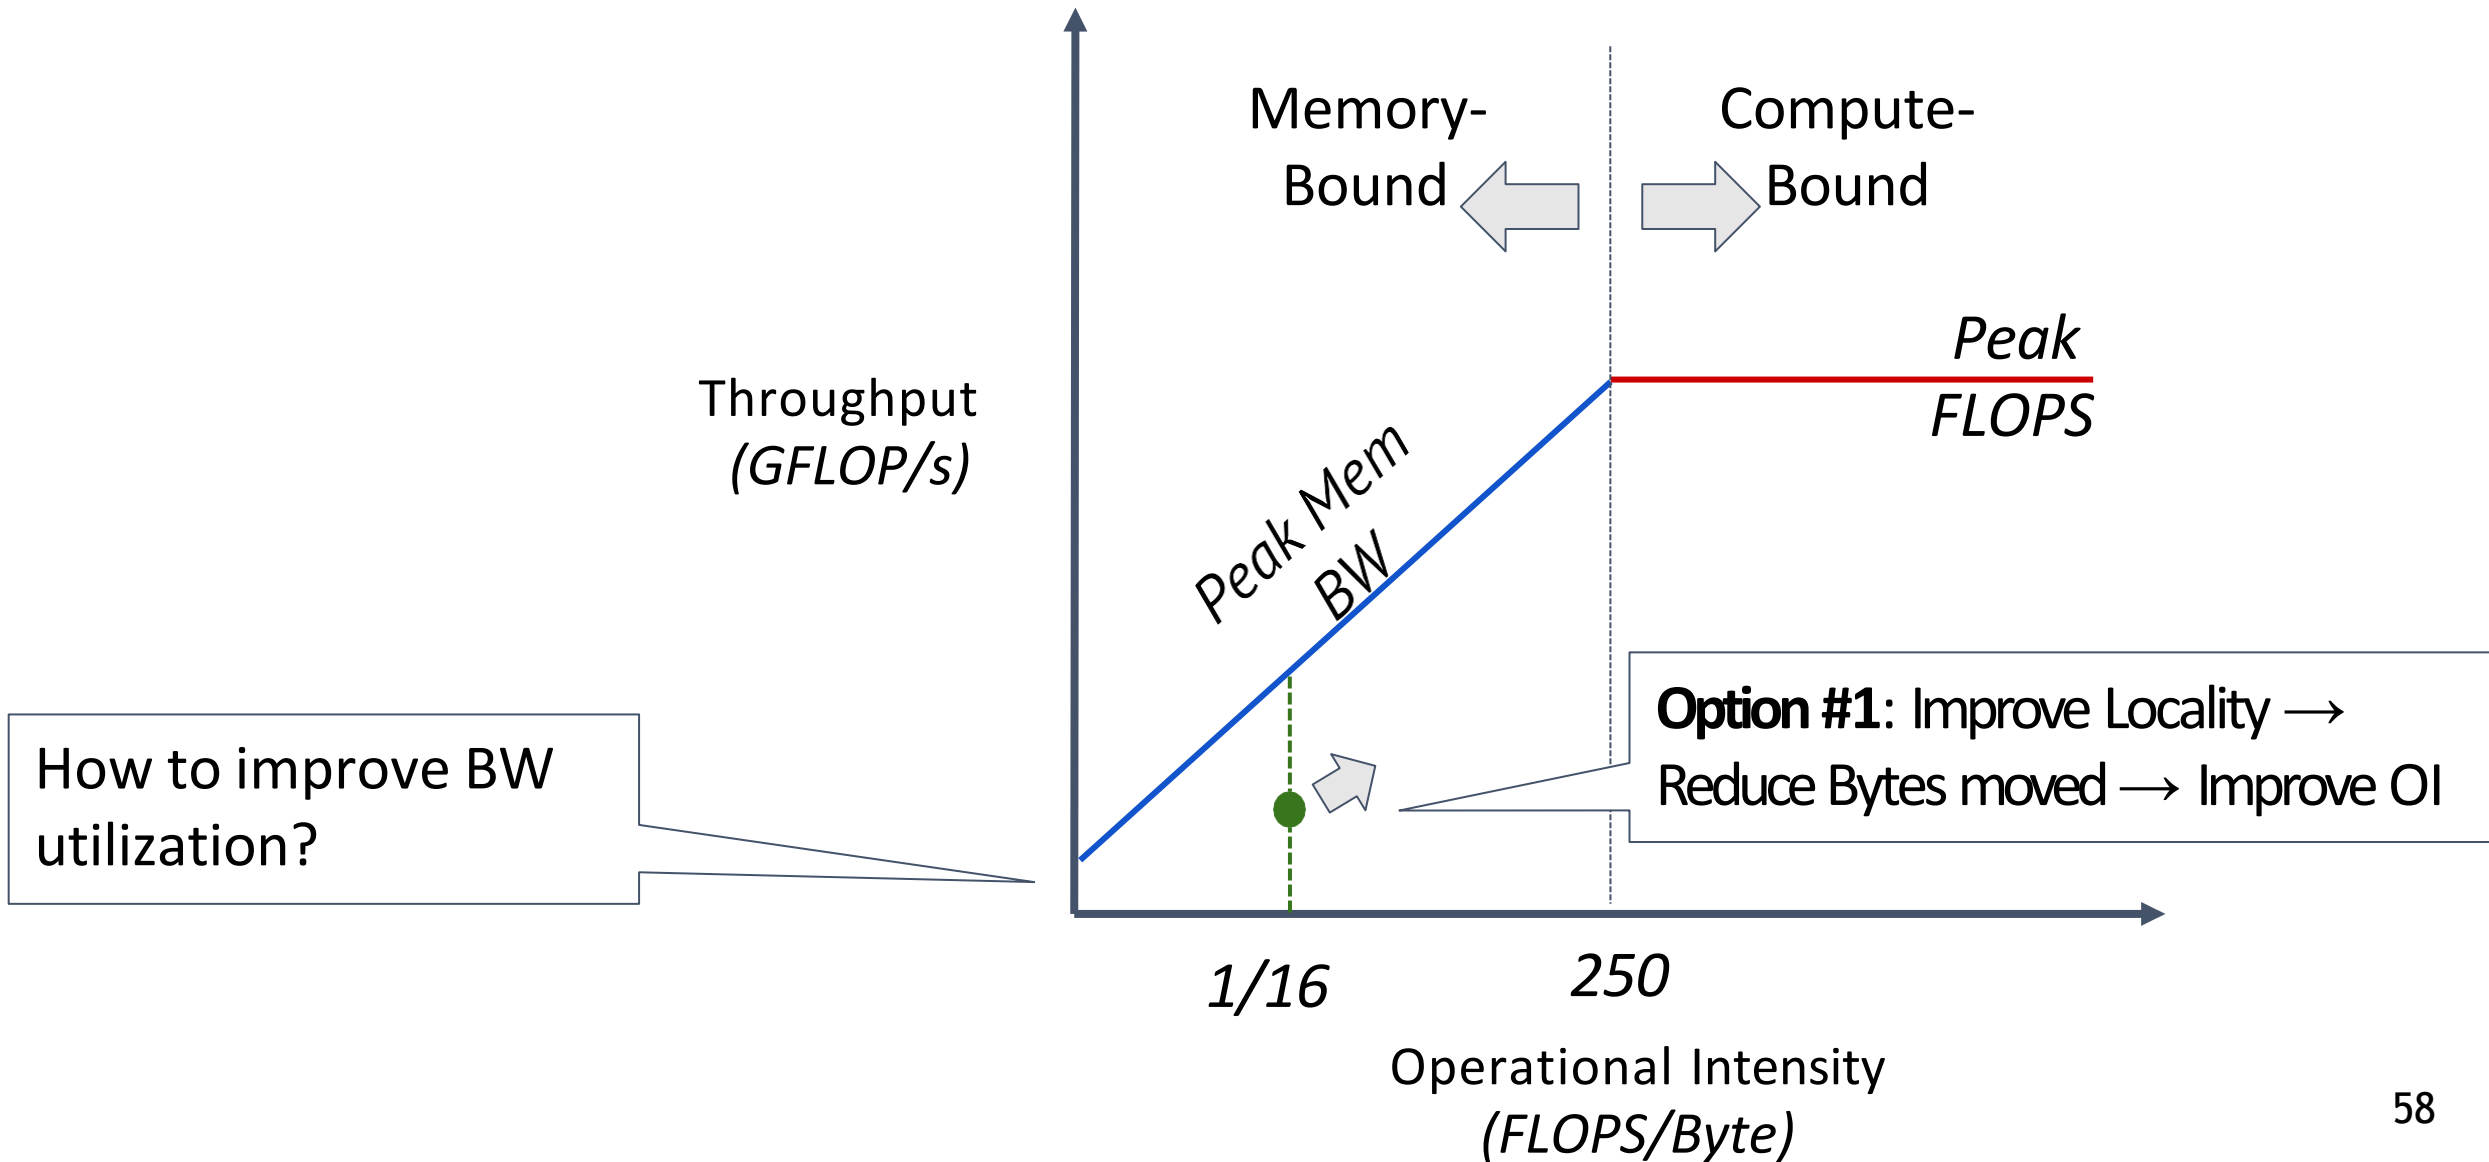 Memory-
Bound
Compute-
Bound
Peak
FLOPS
Throughput
(GFLOP/s)
Peak Mem
BW
Option #1: Improve Locality →
Reduce Bytes moved → Improve OI
How to improve BW
utilization?
1/16
250
Operational Intensity
(FLOPS/Byte)
58